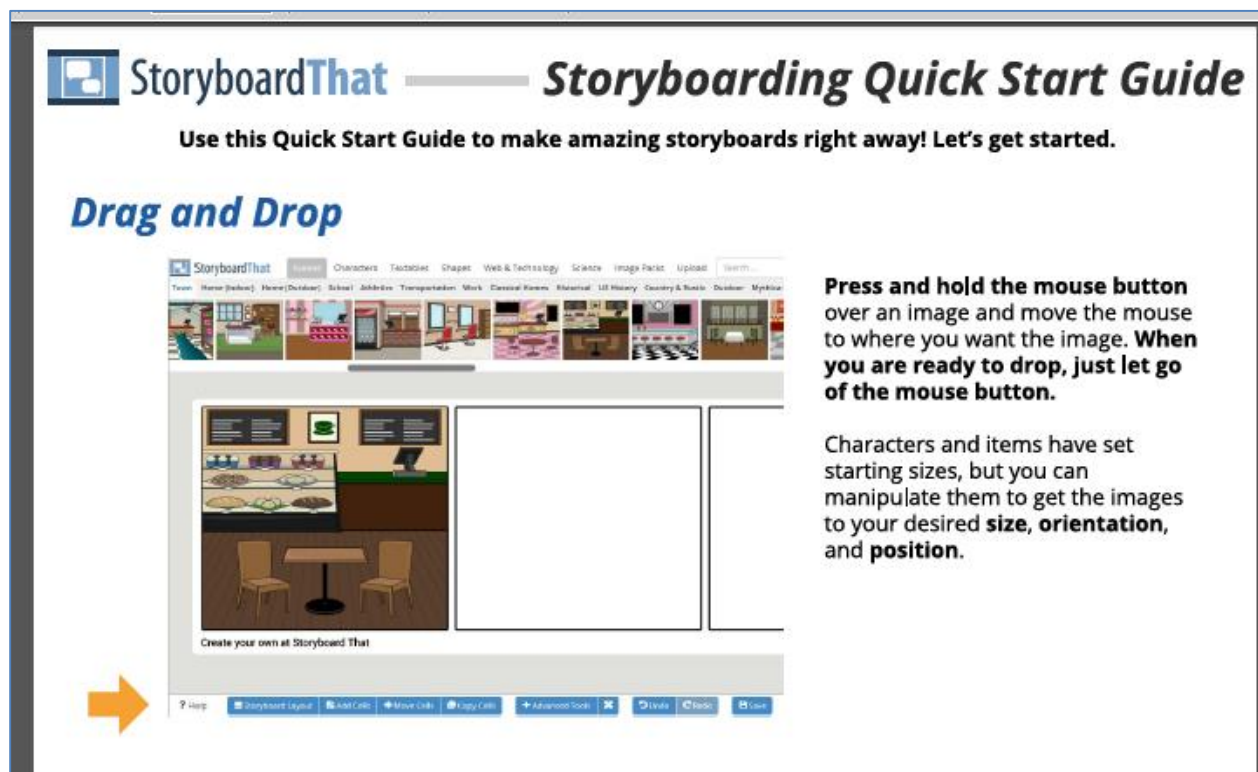 StoryboardThat
Storyboarding Quick Start Guide
Use this Quick Start Guide to make amazing storyboards right away! Let’s get started.
Drag and Drop
StoryboardThat
Characters Textables Shapes Web & Technology Science Image Packs Upload Search...
Town Home (Indoor) Home (Outdoor) School Athletics Transportation Work Classical Homes Historical US History Country & Rustic Outdoor
Create your own at Storyboard That
? Help Storyboard Layout Add Cells Move Cells Copy Cells Advanced Tools Undo Redo Save
Press and hold the mouse button
over an image and move the mouse
to where you want the image. When
you are ready to drop, just let go
of the mouse button.
Characters and items have set
starting sizes, but you can
manipulate them to get the images
to your desired size, orientation,
and position.